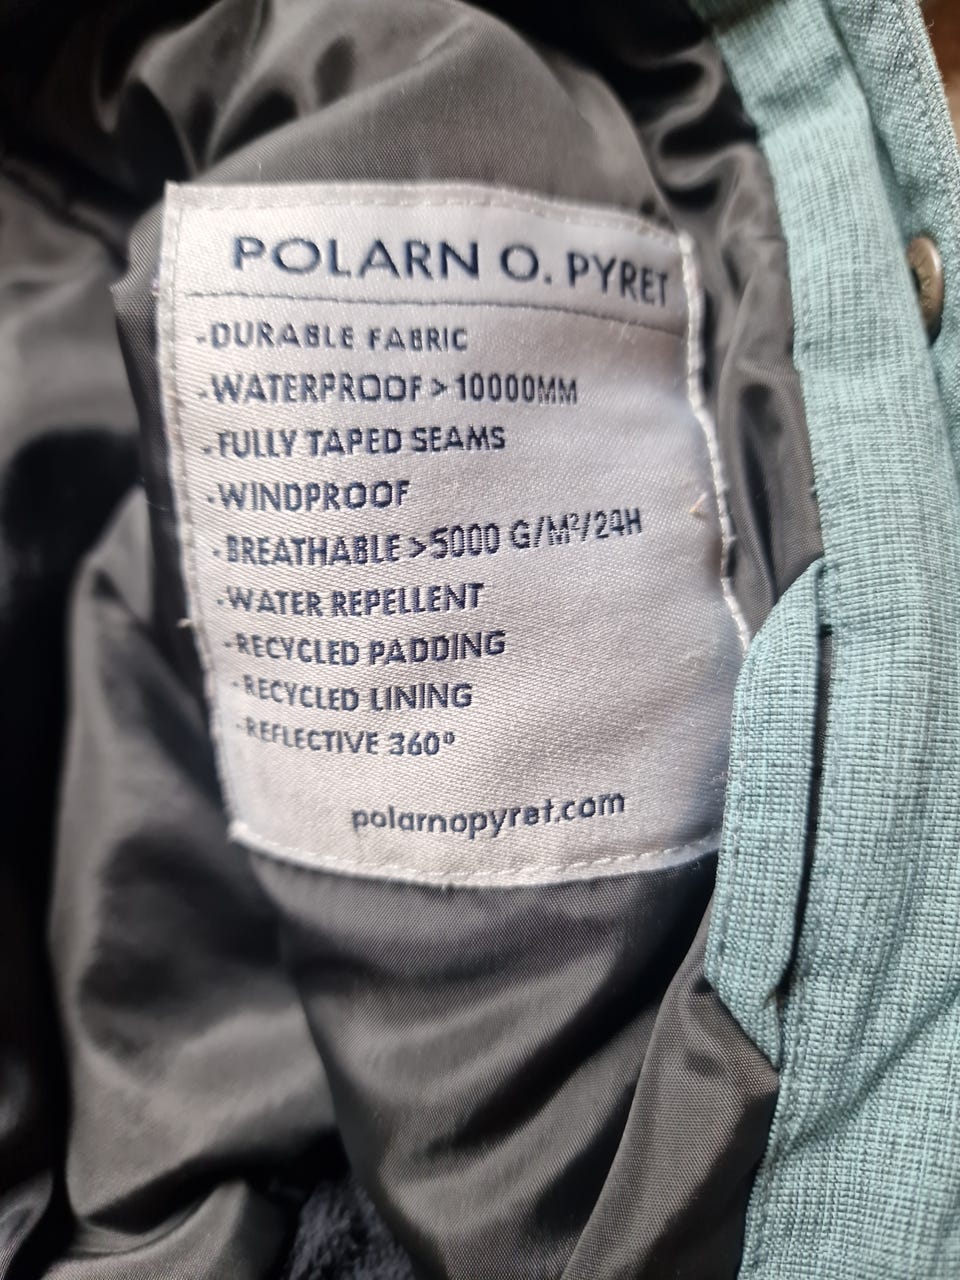 POLARN O. PYRET
-DURABLE FABRIC
-WATERPROOF > 10000MM
-FULLY TAPED SEAMS
-WINDPROOF
-BREATHABLE >5000 G/M²/24H
-WATER REPELLENT
-RECYCLED PADDING
-RECYCLED LINING
-REFLECTIVE 360°
polarnopyret.com